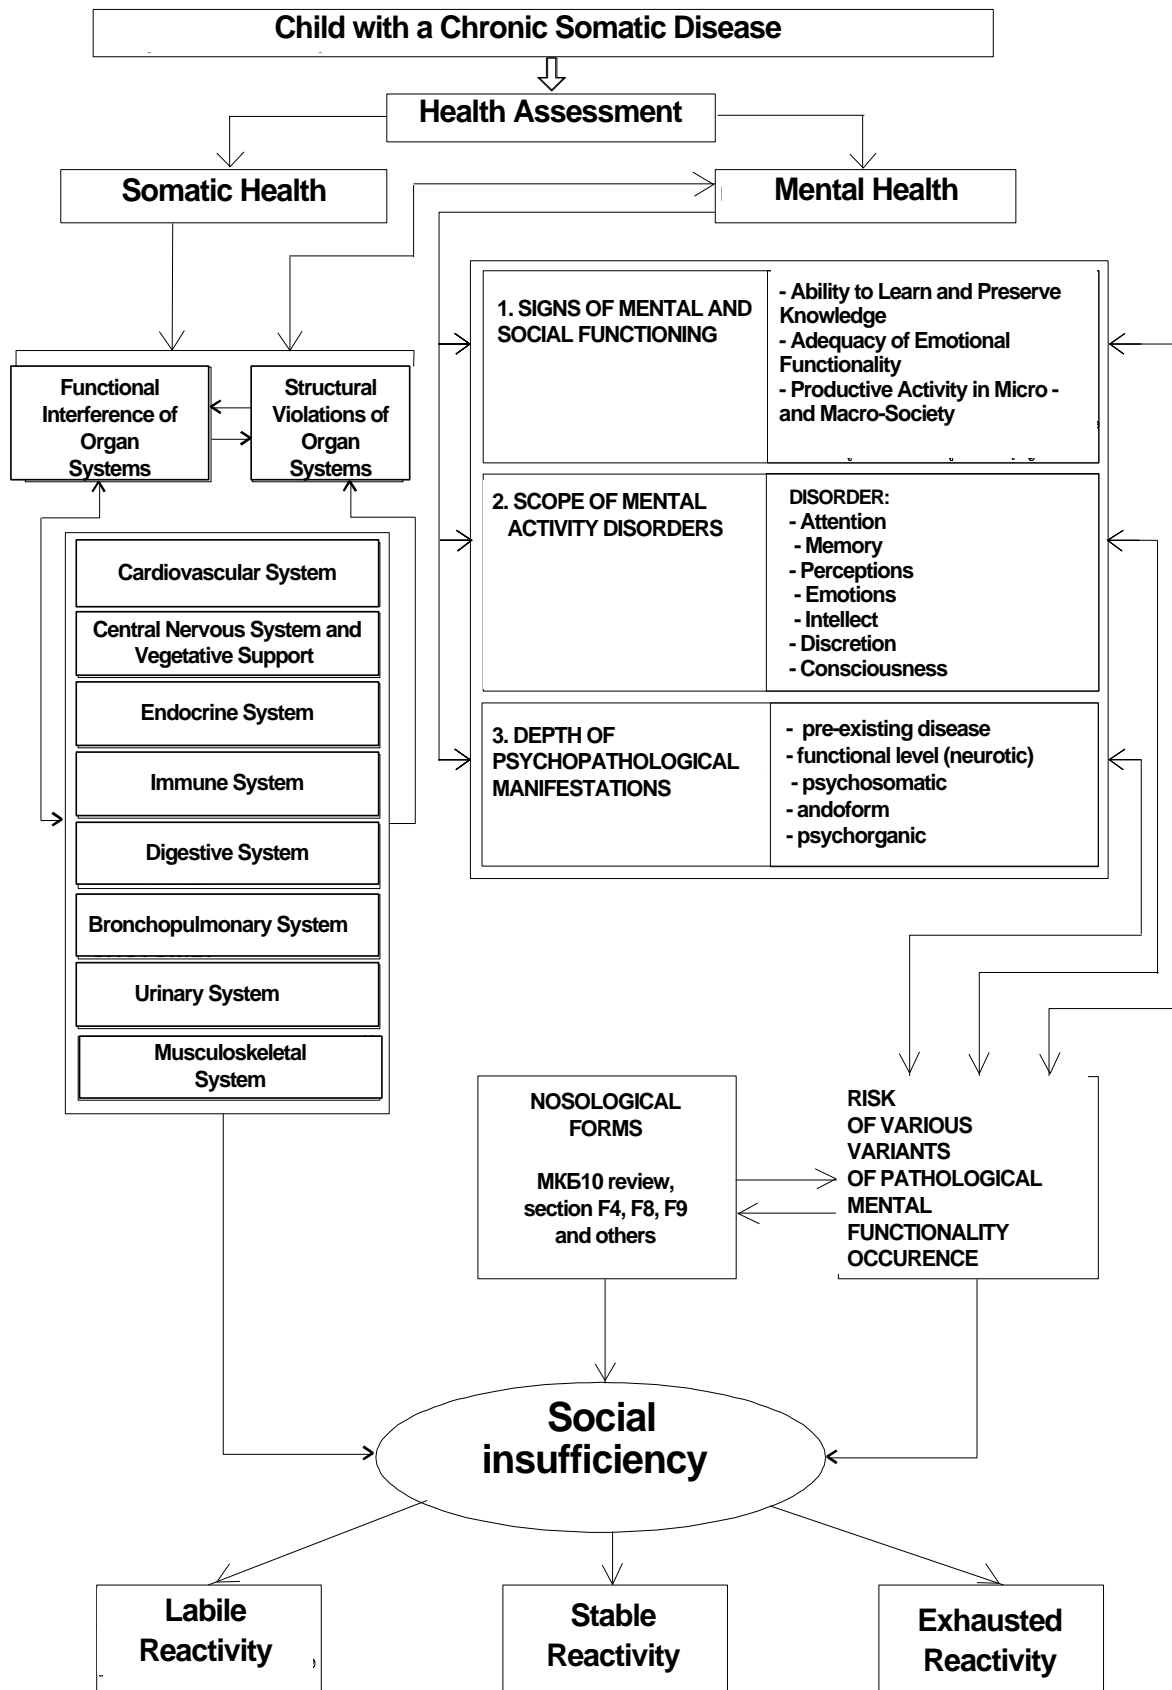 Child with a Chronic Somatic Disease
Health Assessment
Somatic Health
Mental Health
Functional
Interference of
Organ
Systems
Structural
Violations of
Organ
Systems
Cardiovascular System
Central Nervous System and
Vegetative Support
Endocrine System
Immune System
Digestive System
Bronchopulmonary System
Urinary System
Musculoskeletal
System
1. SIGNS OF MENTAL AND
SOCIAL FUNCTIONING
- Ability to Learn and Preserve
Knowledge
- Adequacy of Emotional
Functionality
- Productive Activity in Micro -
and Macro-Society
2. SCOPE OF MENTAL
ACTIVITY DISORDERS
DISORDER:
- Attention
- Memory
- Perceptions
- Emotions
- Intellect
- Discretion
- Consciousness
3. DEPTH OF
PSYCHOPATHOLOGICAL
MANIFESTATIONS
- pre-existing disease
- functional level (neurotic)
- psychosomatic
- andoform
- psychorganic
NOSOLOGICAL
FORMS
МКБ10 review,
section F4, F8, F9
and others
RISK
OF VARIOUS
VARIANTS
OF PATHOLOGICAL
MENTAL
FUNCTIONALITY
OCCURENCE
Social
insufficiency
Labile
Reactivity
Stable
Reactivity
Exhausted
Reactivity